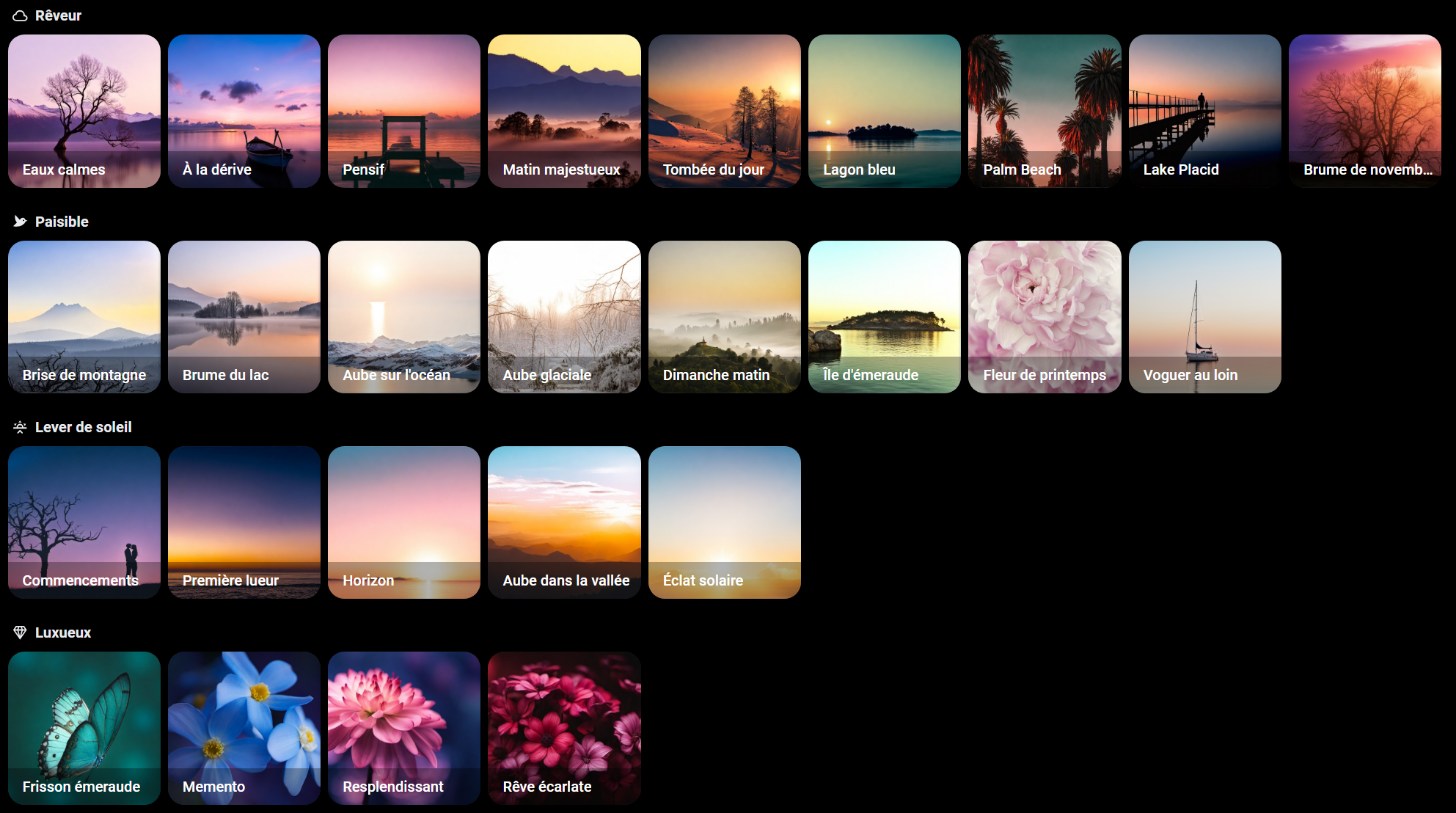 Rêveur
Eaux calmes
À la dérive
Pensif
Matin majestueux
Tombée du jour
Lagon bleu
Palm Beach
Lake Placid
Brume de novemb...
Paisible
Brise de montagne
Brume du lac
Aube sur l'océan
Aube glaciale
Dimanche matin
Île d'émeraude
Fleur de printemps
Voguer au loin
Lever de soleil
Commencements
Première lueur
Horizon
Aube dans la vallée
Éclat solaire
Luxueux
Frisson émeraude
Memento
Resplendissant
Rêve écarlate